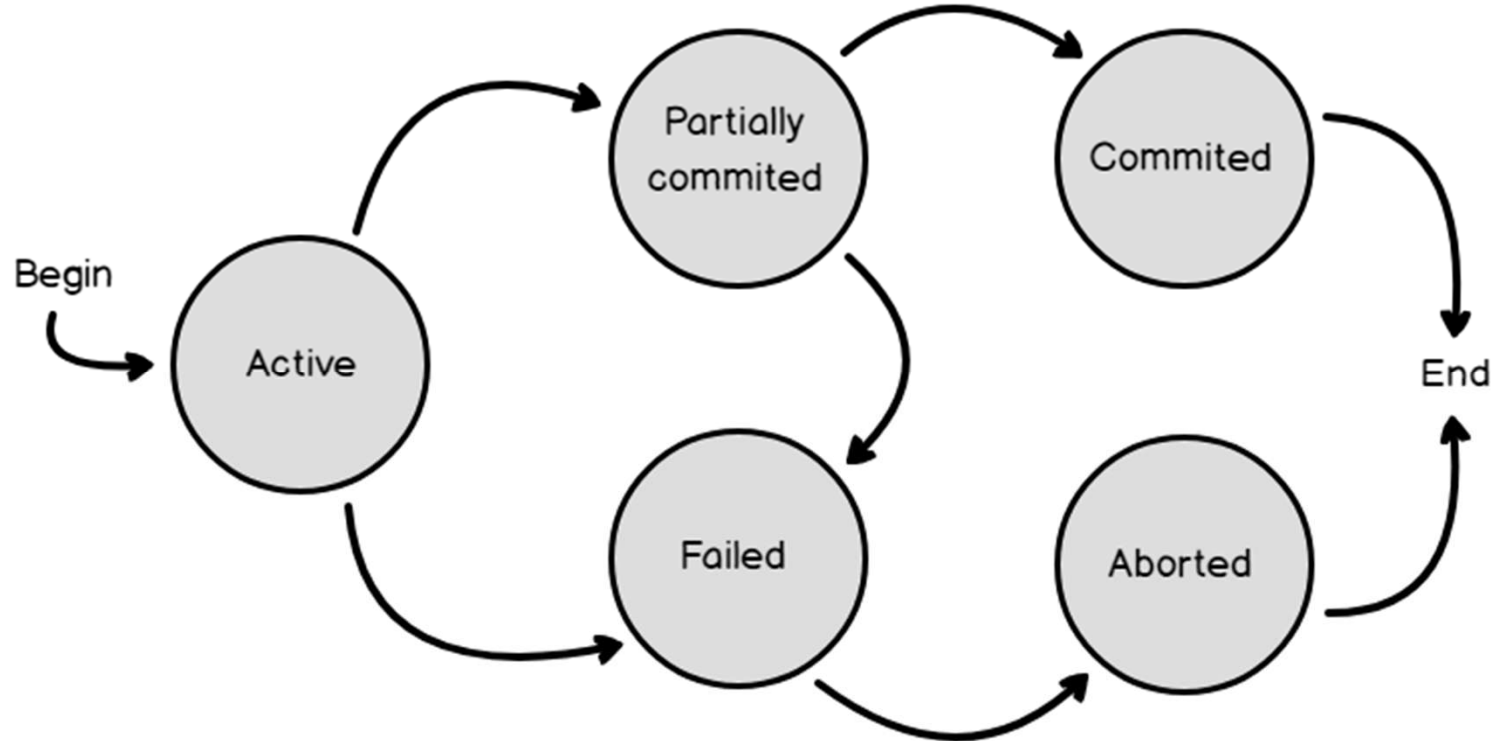 Partially
commited
Commited
Begin
Active
End
Failed
Aborted